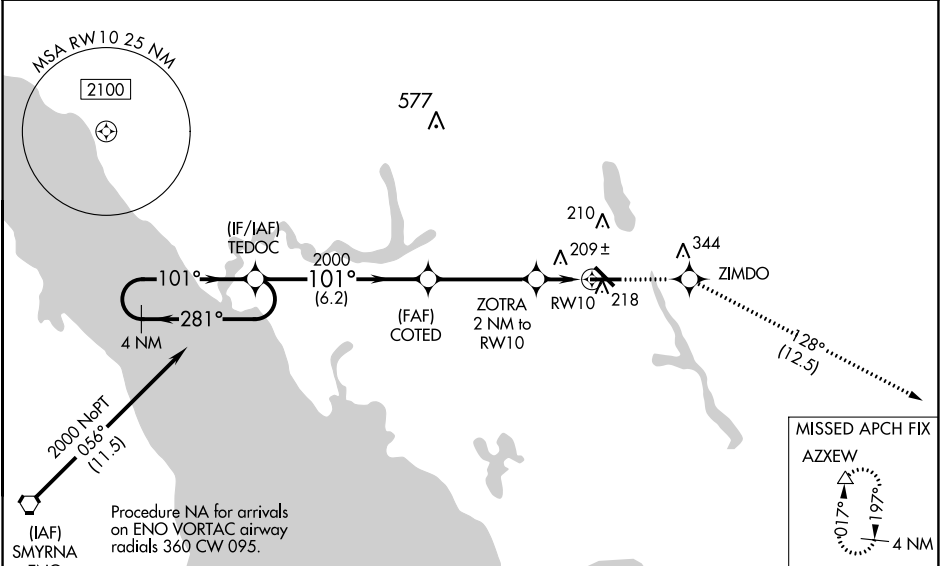 MSA RW10 25 NM
2100
577
(IF/IAF)
TEDOC
210
209 ±
344
101°
2000
101°
(6.2)
ZIMDO
RW10
218
281°
4 NM
(FAF)
COTED
ZOTRA
2 NM to
RW10
128°
(12.5)
2000 NoPT
056°
(11.5)
MISSED APCH FIX
AZXEW
017°
197°
4 NM
Procedure NA for arrivals
on ENO VORTAC airway
radials 360 CW 095.
(IAF)
SMYRNA